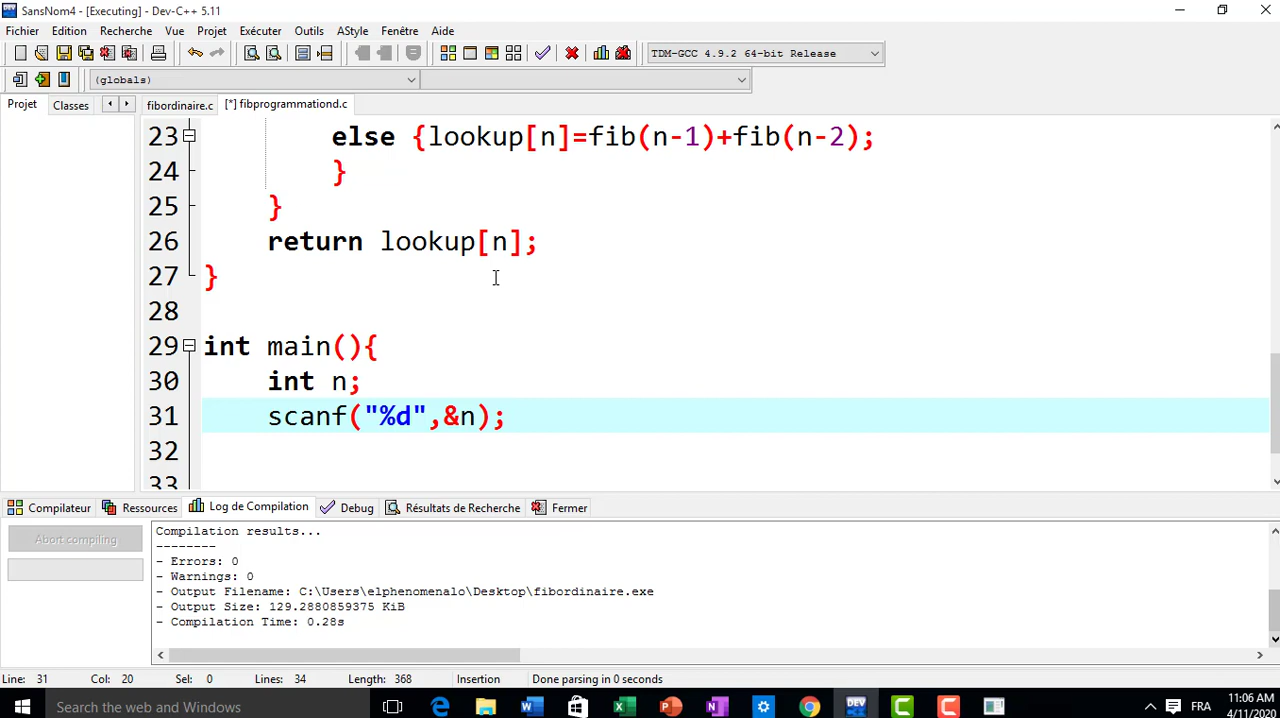 SansNom4 - [Executing] - Dev-C++ 5.11
Fichier Edition Recherche Vue Projet Exécuter Outils AStyle Fenêtre Aide
TDM-GCC 4.9.2 64-bit Release
(globals)
Projet Classes fibordinaire.c [*] fibprogrammationd.c
23 else {lookup[n]=fib(n-1)+fib(n-2);
24 }
25 }
26 return lookup[n];
27 }
28
29 int main(){
30 int n;
31 scanf("%d",&n);
32
33
Compilateur Ressources Log de Compilation Debug Résultats de Recherche Fermer
Abort compiling
Compilation results...
--------
- Errors: 0
- Warnings: 0
- Output Filename: C:\Users\elphenomenalo\Desktop\fibordinaire.exe
- Output Size: 129.2880859375 KiB
- Compilation Time: 0.28s
Line: 31 Col: 20 Sel: 0 Lines: 34 Length: 368 Insertion Done parsing in 0 seconds
Search the web and Windows
DEV
FRA
11:06 AM
4/11/2020